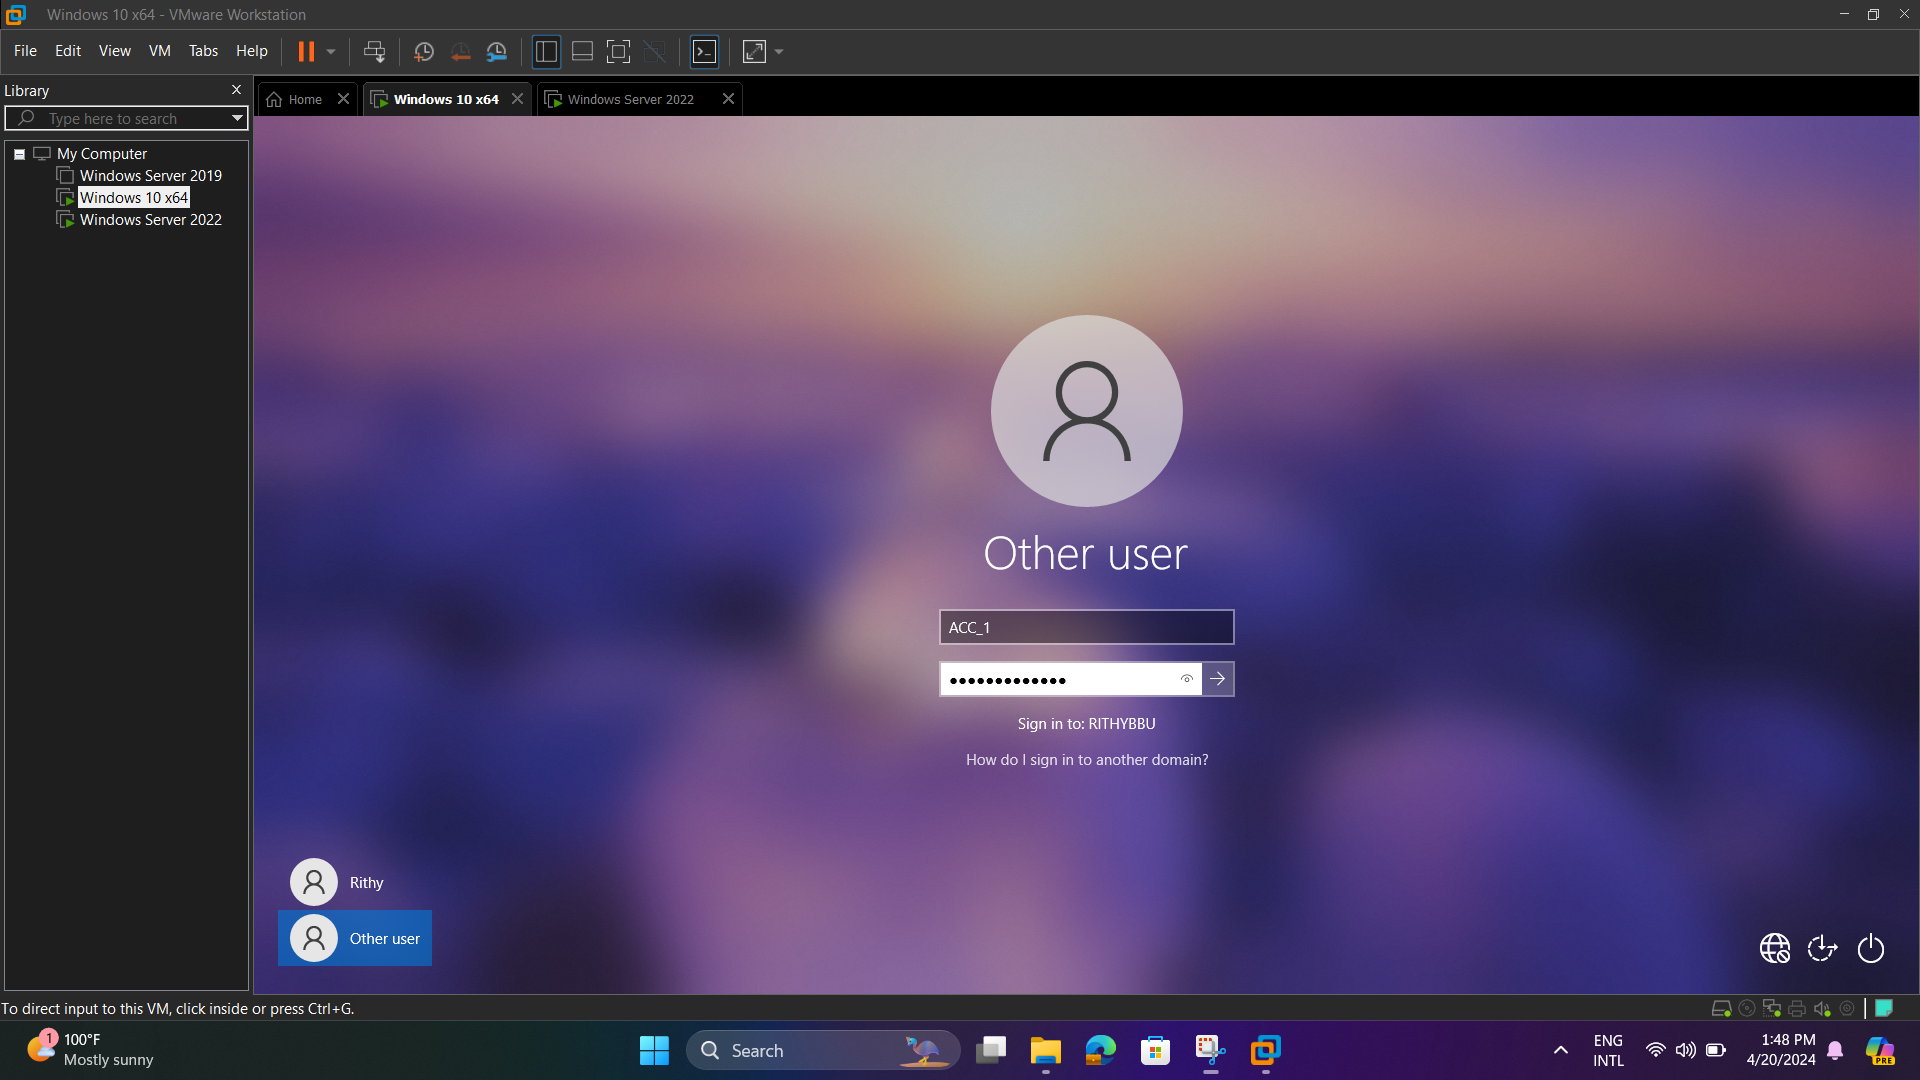 Windows 10 x64 - VMware Workstation
File Edit View VM Tabs Help
Library
Type here to search
My Computer
Windows Server 2019
Windows 10 x64
Windows Server 2022
Home
Windows 10 x64
Windows Server 2022
Other user
ACC_1
Sign in to: RITHYBBU
How do I sign in to another domain?
Rithy
Other user
To direct input to this VM, click inside or press Ctrl+G.
1
100°F
Mostly sunny
Search
ENG
INTL
1:48 PM
4/20/2024
PRE